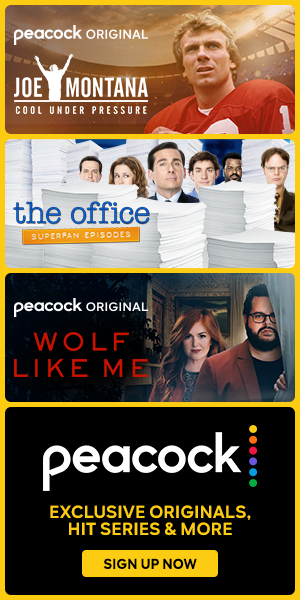 peacock ORIGINAL
JOE MONTANA
COOL UNDER PRESSURE
the office
SUPERFAN EPISODES
peacock ORIGINAL
WOLF
LIKE ME
peacock
EXCLUSIVE ORIGINALS,
HIT SERIES & MORE
SIGN UP NOW